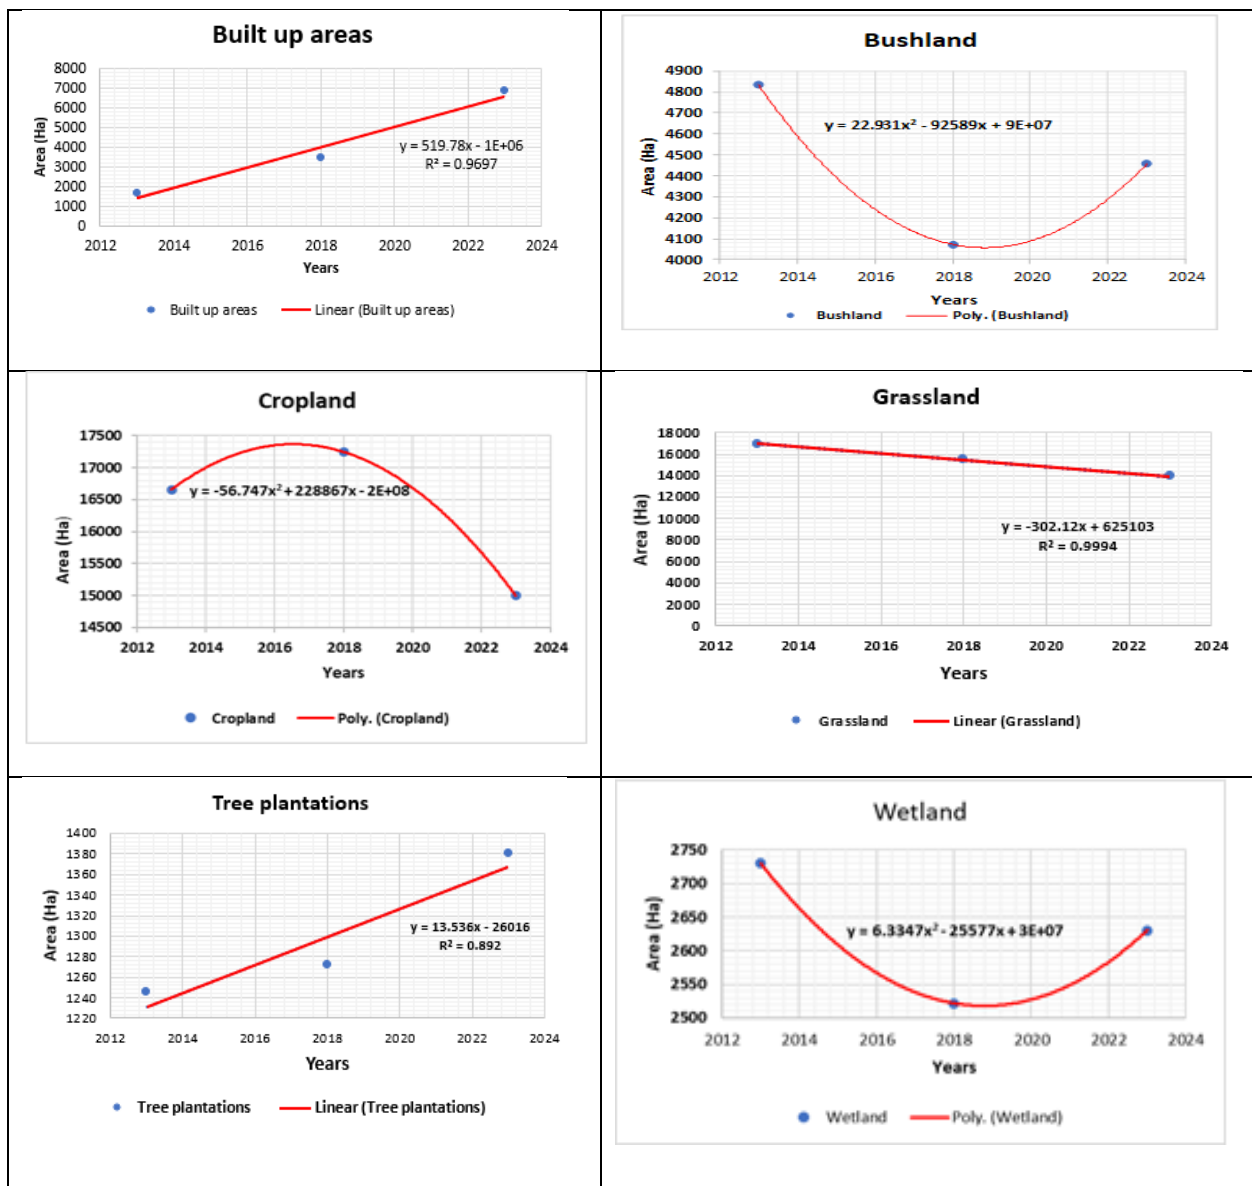 Built up areas
8000
7000
6000
5000
4000
3000
2000
1000
0
Area (Ha)
y = 519.78x - 1E+06
R² = 0.9697
2012 2014 2016 2018 2020 2022 2024
Years
Built up areas Linear (Built up areas)
Bushland
4900
4800
4700
4600
4500
4400
4300
4200
4100
4000
Area (Ha)
y = 22.931x² - 92589x + 9E+07
2012 2014 2016 2018 2020 2022 2024
Years
Bushland Poly. (Bushland)
Cropland
17500
17000
16500
16000
15500
15000
14500
Area (Ha)
y = -56.747x² + 228867x - 2E+08
2012 2014 2016 2018 2020 2022 2024
Years
Cropland Poly. (Cropland)
Grassland
18000
16000
14000
12000
10000
8000
6000
4000
2000
0
Area (Ha)
y = -302.12x + 625103
R² = 0.9994
2012 2014 2016 2018 2020 2022 2024
Years
Grassland Linear (Grassland)
Tree plantations
1400
1380
1360
1340
1320
1300
1280
1260
1240
1220
Area (Ha)
y = 13.536x - 26016
R² = 0.892
2012 2014 2016 2018 2020 2022 2024
Years
Tree plantations Linear (Tree plantations)
Wetland
2750
2700
2650
2600
2550
2500
Area (Ha)
y = 6.3347x² - 25577x + 3E+07
2012 2014 2016 2018 2020 2022 2024
Years
Wetland Poly. (Wetland)